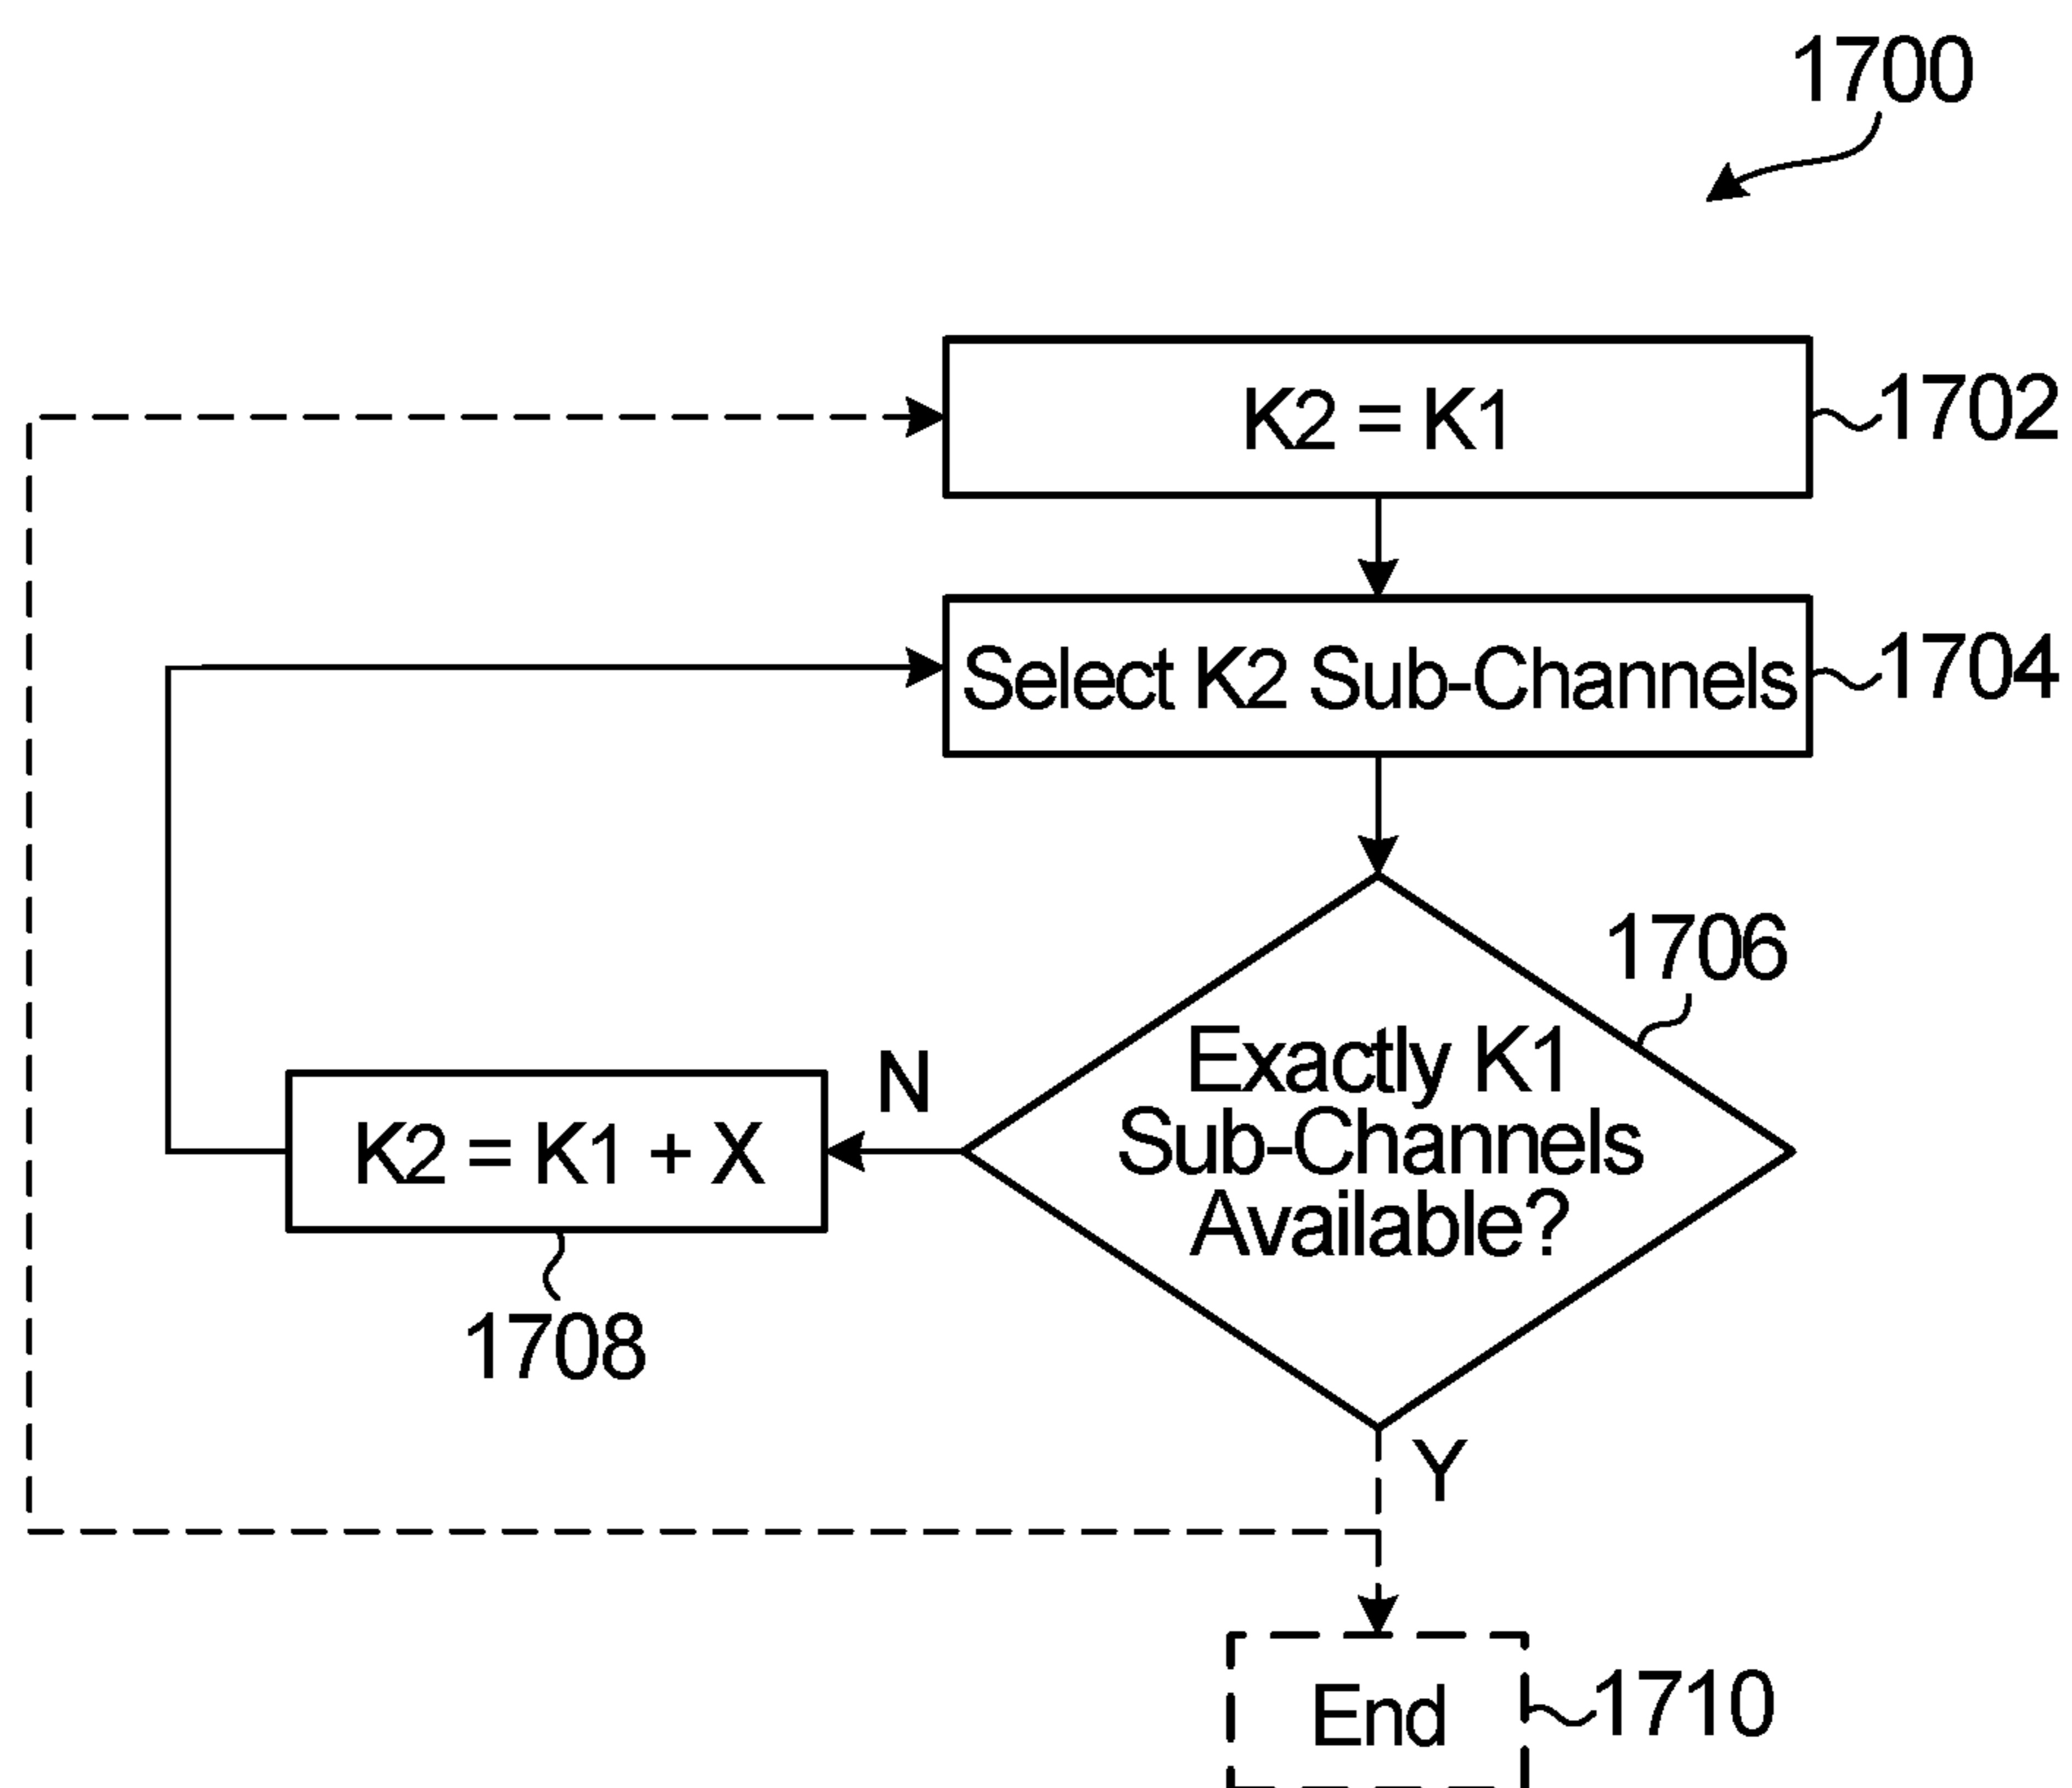 1700
K2 = K1
1702
Select K2 Sub-Channels
1704
1706
Exactly K1
Sub-Channels
Available?
N
K2 = K1 + X
1708
Y
End
1710